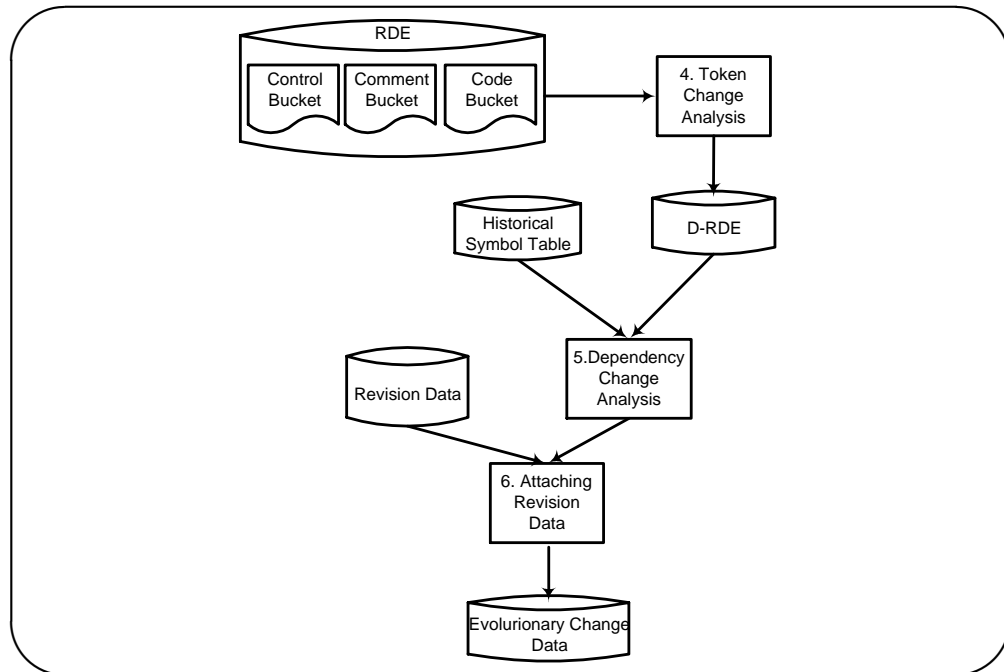 RDE
Control
Bucket
Comment
Bucket
Code
Bucket
4. Token
Change
Analysis
Historical
Symbol Table
D-RDE
5.Dependency
Change
Analysis
Revision Data
6. Attaching
Revision
Data
Evolurionary Change
Data